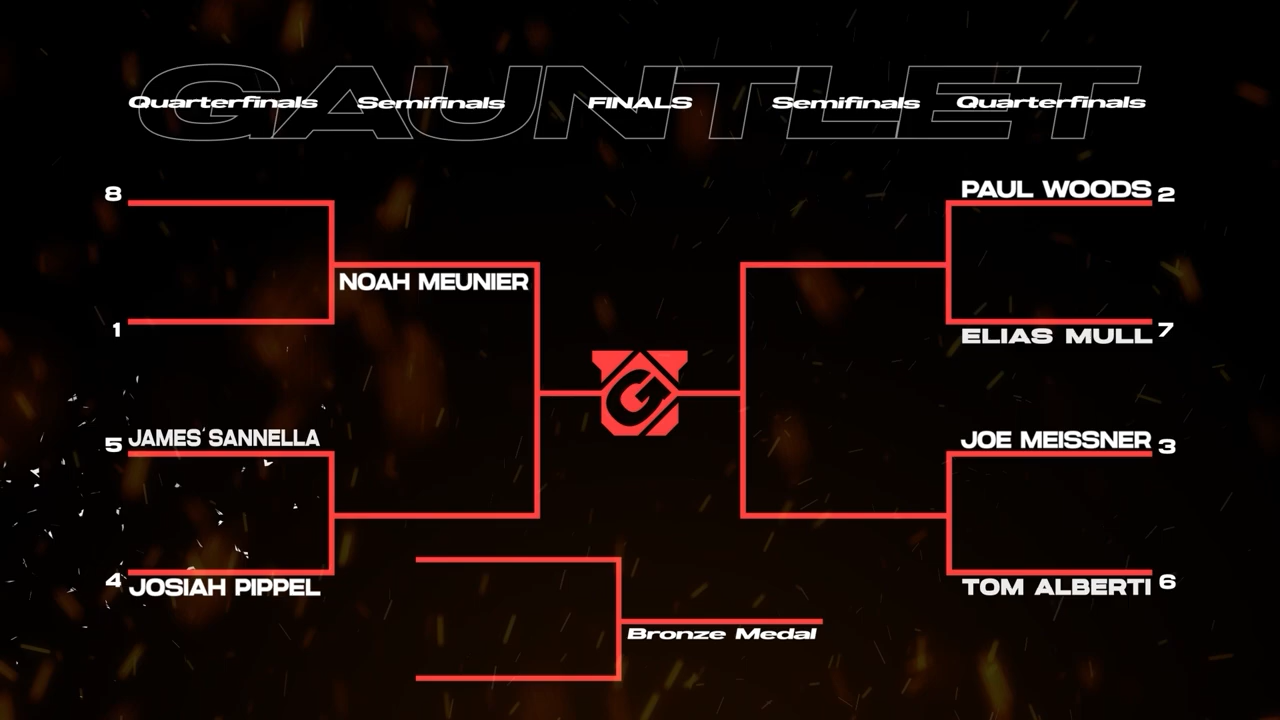 GAUNTLET
Quarterfinals Semifinals FINALS Semifinals Quarterfinals
8
PAUL WOODS 2
NOAH MEUNIER
1
ELIAS MULL 7
G
5 JAMES SANNELLA
JOE MEISSNER 3
4 JOSIAH PIPPEL
TOM ALBERTI 6
Bronze Medal